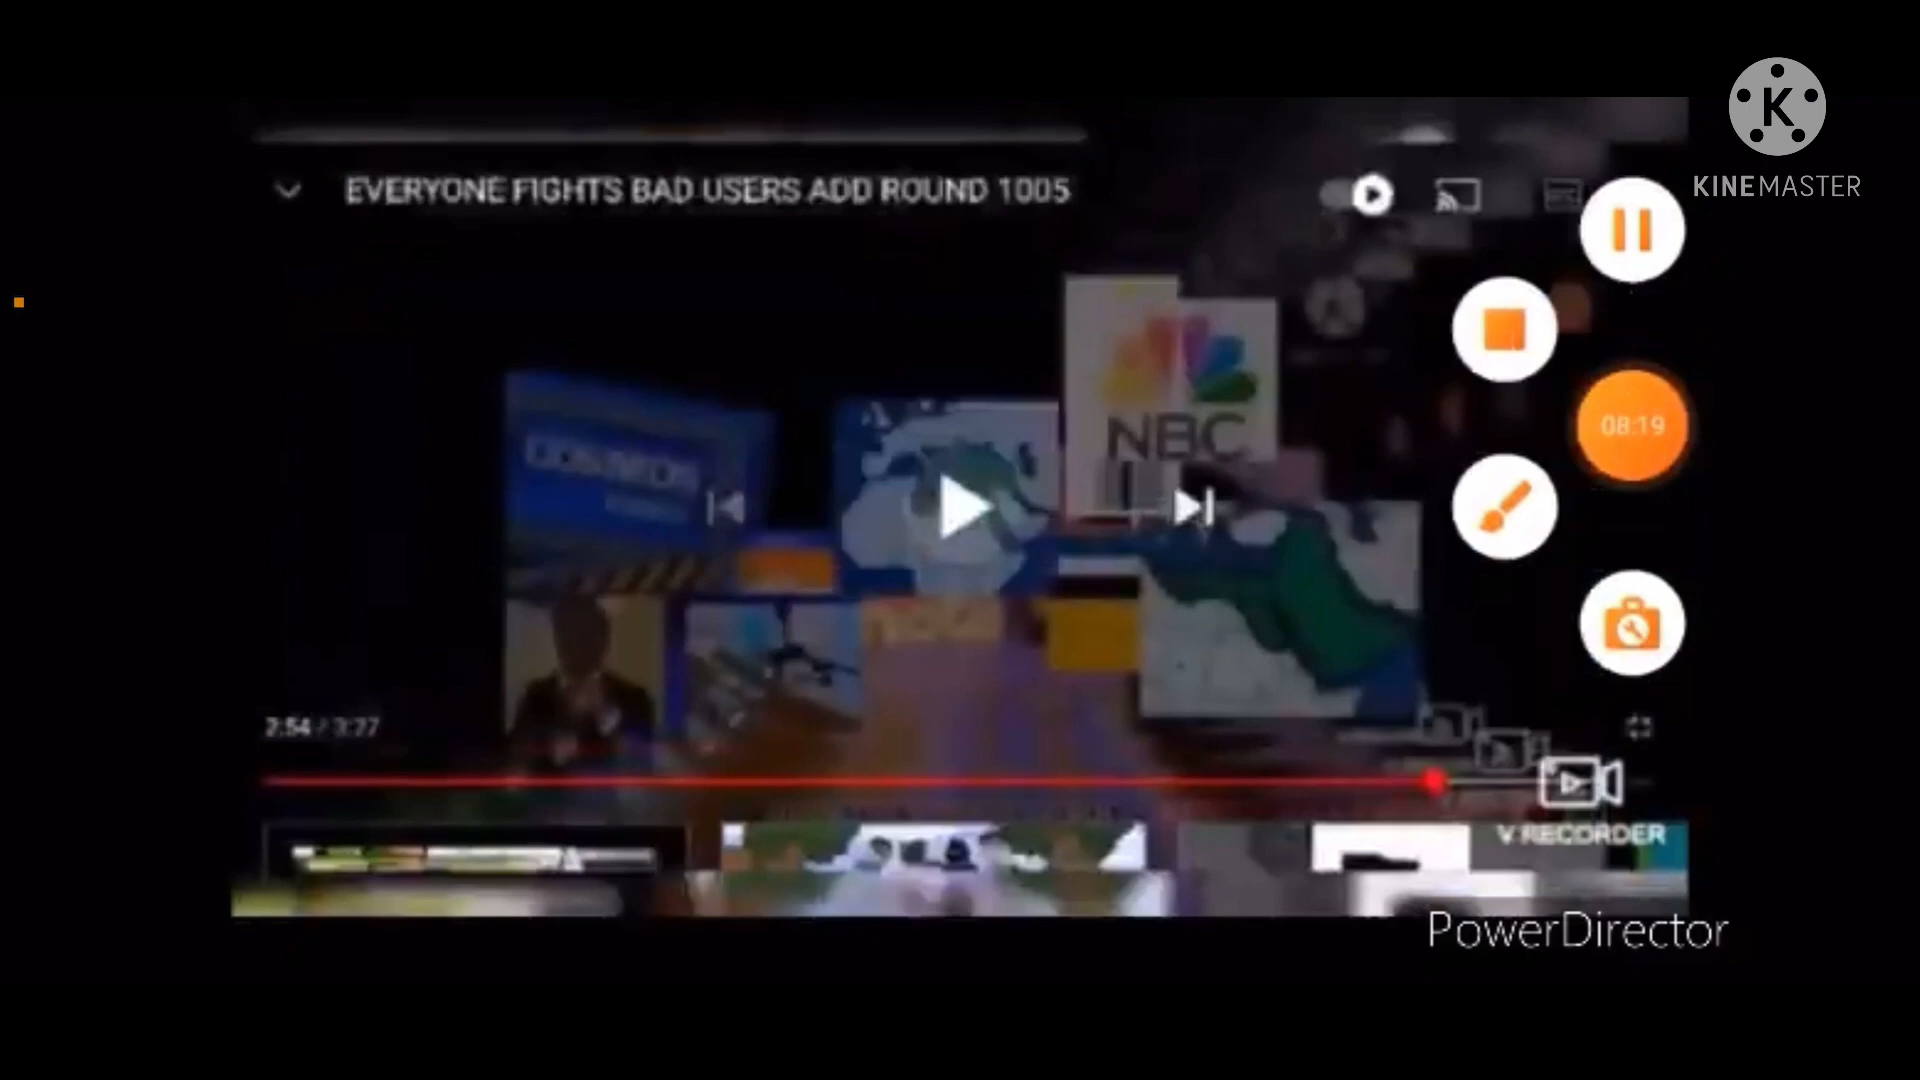 KINEMASTER
EVERYONE FIGHTS BAD USERS ADD ROUND 1005
08:19
NBC
2:54 / 3:27
V RECORDER
PowerDirector